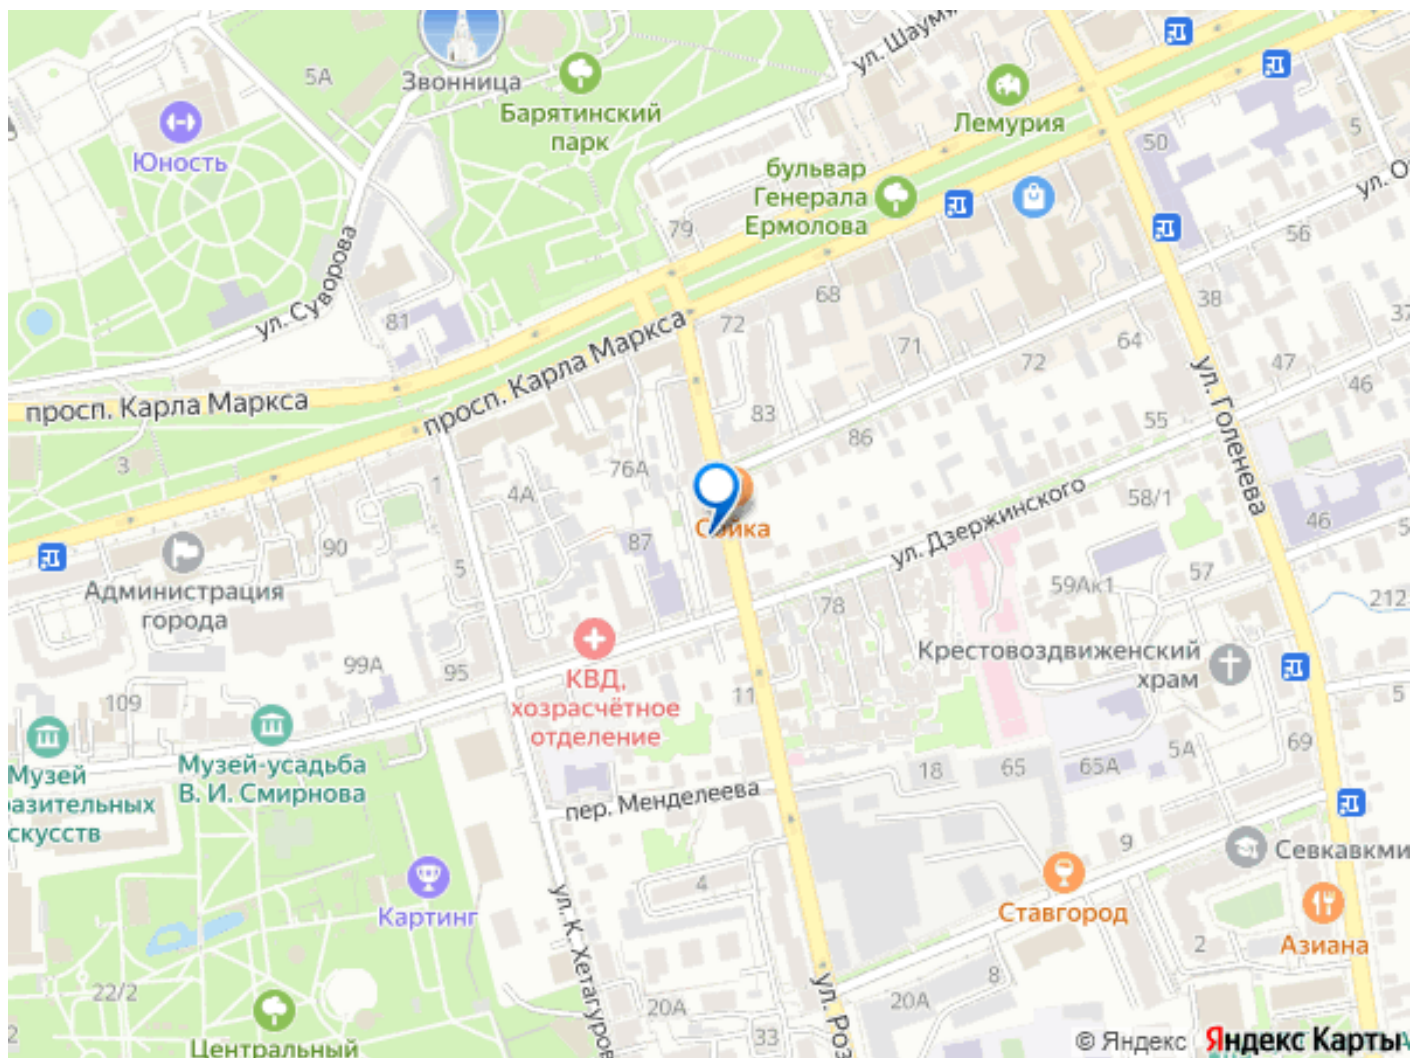 ул. Шаумя
5А
Звонница
Барятинский
парк
Юность
Лемурия
50
5
бульвар
Генерала
Ермолова
79
56
ул. Суворова
81
68
72
38
37
64
71
72
47
46
просп. Карла Маркса
просп. Карла Маркса
ул. Голенева
83
86
55
3
76А
1
4А
58/1
Сойка
ул. Дзержинского
46
5
90
87
5
Администрация
города
59Ак1
57
212
78
Крестовоздвиженский
храм
99А
95
КВД,
хозрасчётное
отделение
11
109
5
Музей
разительных
скусств
Музей-усадьба
В. И. Смирнова
5А
69
18
65
65А
пер. Менделеева
9
Севкавкми
4
Картинг
Ставгород
Азиана
ул. К. Хетагуров
2
22/2
8
20А
20А
ул. Роз
33
2
Центральный
© Яндекс
Яндекс Карты